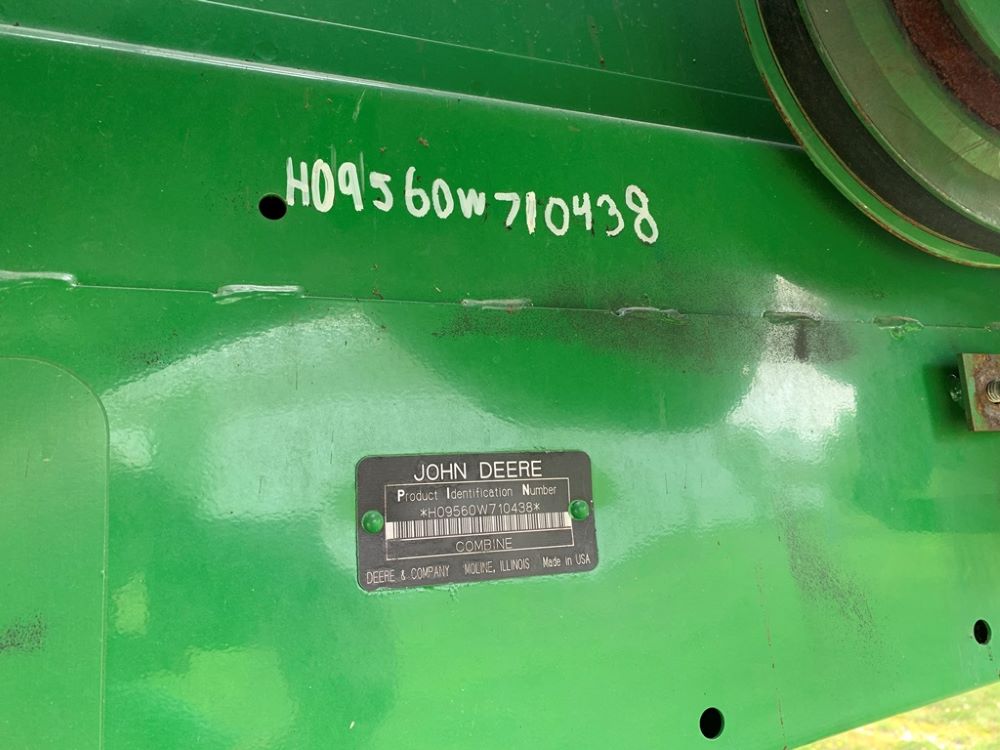 H09560W710438
JOHN DEERE
Product Identification Number
*H09560W710438*
COMBINE
DEERE & COMPANY MOLINE, ILLINOIS Made in USA